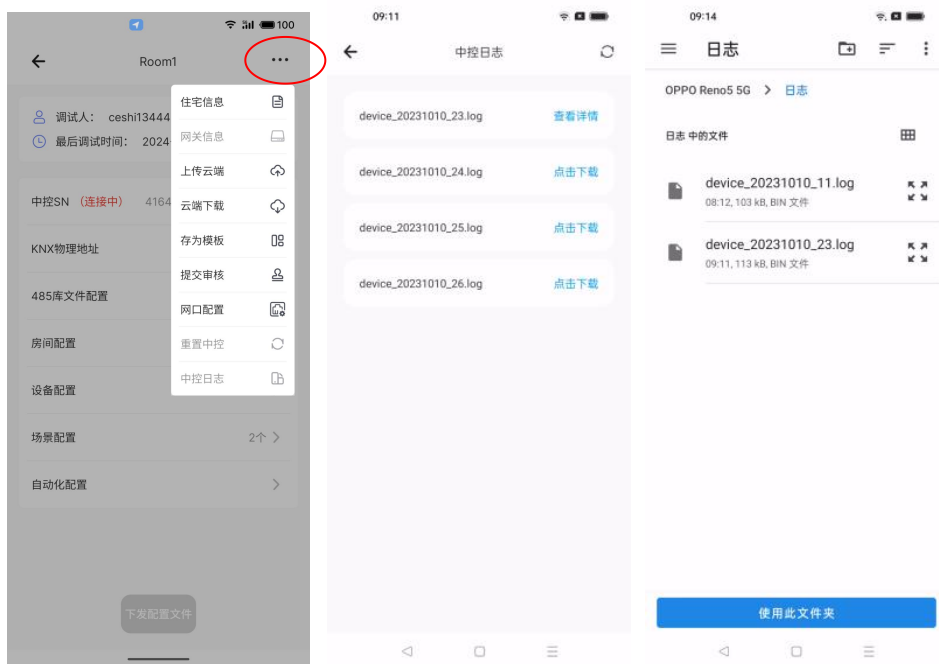 100
Room1
调试人： ceshi13444
最后调试时间： 2024
中控SN （连接中） 4164
KNX物理地址
485库文件配置
房间配置
设备配置
场景配置 2个
自动化配置
下发配置文件
住宅信息
网关信息
上传云端
云端下载
存为模板
提交审核
网口配置
重置中控
中控日志
09:11
中控日志
device_20231010_23.log 查看详情
device_20231010_24.log 点击下载
device_20231010_25.log 点击下载
device_20231010_26.log 点击下载
09:14
日志
OPPO Reno5 5G > 日志
日志 中的文件
device_20231010_11.log
08:12, 103 kB, BIN 文件
device_20231010_23.log
09:11, 113 kB, BIN 文件
使用此文件夹